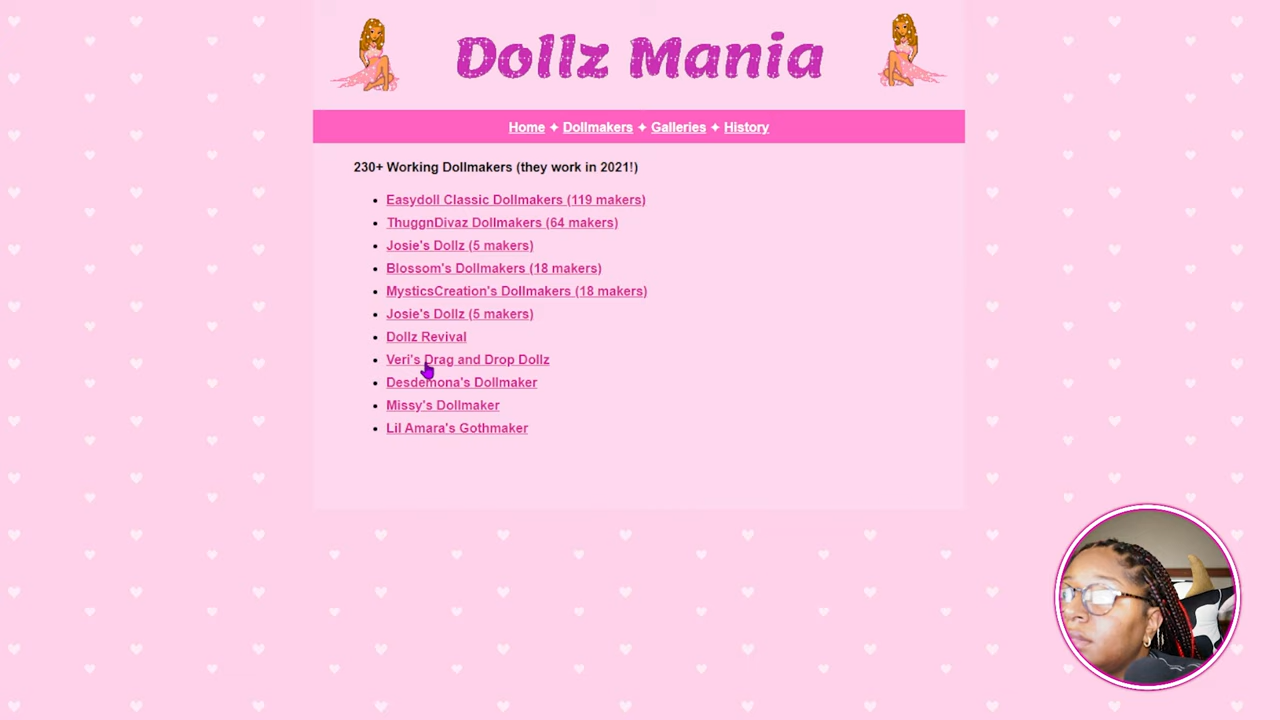 Dollz Mania
Home ✦ Dollmakers ✦ Galleries ✦ History
230+ Working Dollmakers (they work in 2021!)
Easydoll Classic Dollmakers (119 makers)
ThuggnDivaz Dollmakers (64 makers)
Josie's Dollz (5 makers)
Blossom's Dollmakers (18 makers)
MysticsCreation's Dollmakers (18 makers)
Josie's Dollz (5 makers)
Dollz Revival
Veri's Drag and Drop Dollz
Desdemona's Dollmaker
Missy's Dollmaker
Lil Amara's Gothmaker